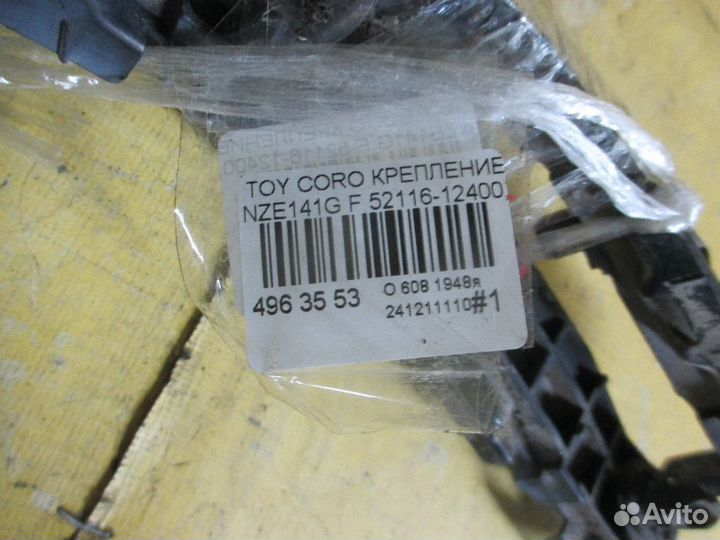 TOY CORO КРЕПЛЕНИЕ
NZE141G F 52116-12400,
496 35 53
O 608 1948я
241211110#1
Avito